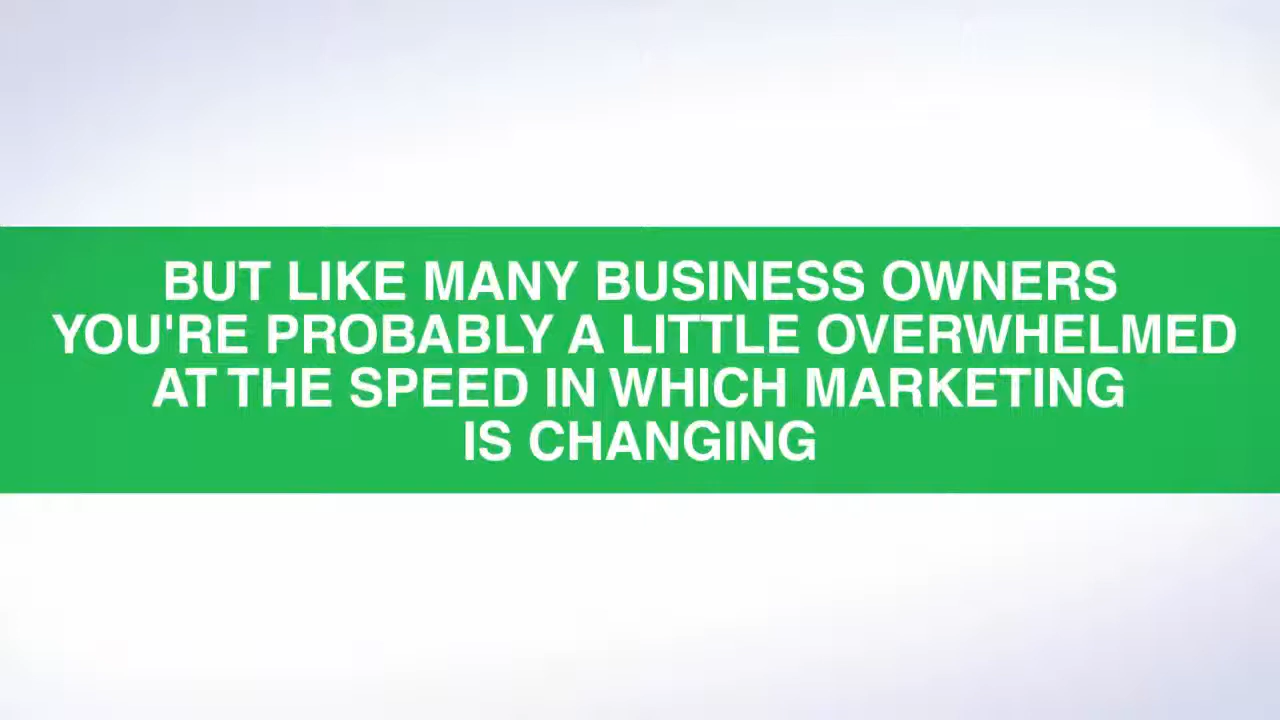 BUT LIKE MANY BUSINESS OWNERS
YOU'RE PROBABLY A LITTLE OVERWHELMED
AT THE SPEED IN WHICH MARKETING
IS CHANGING